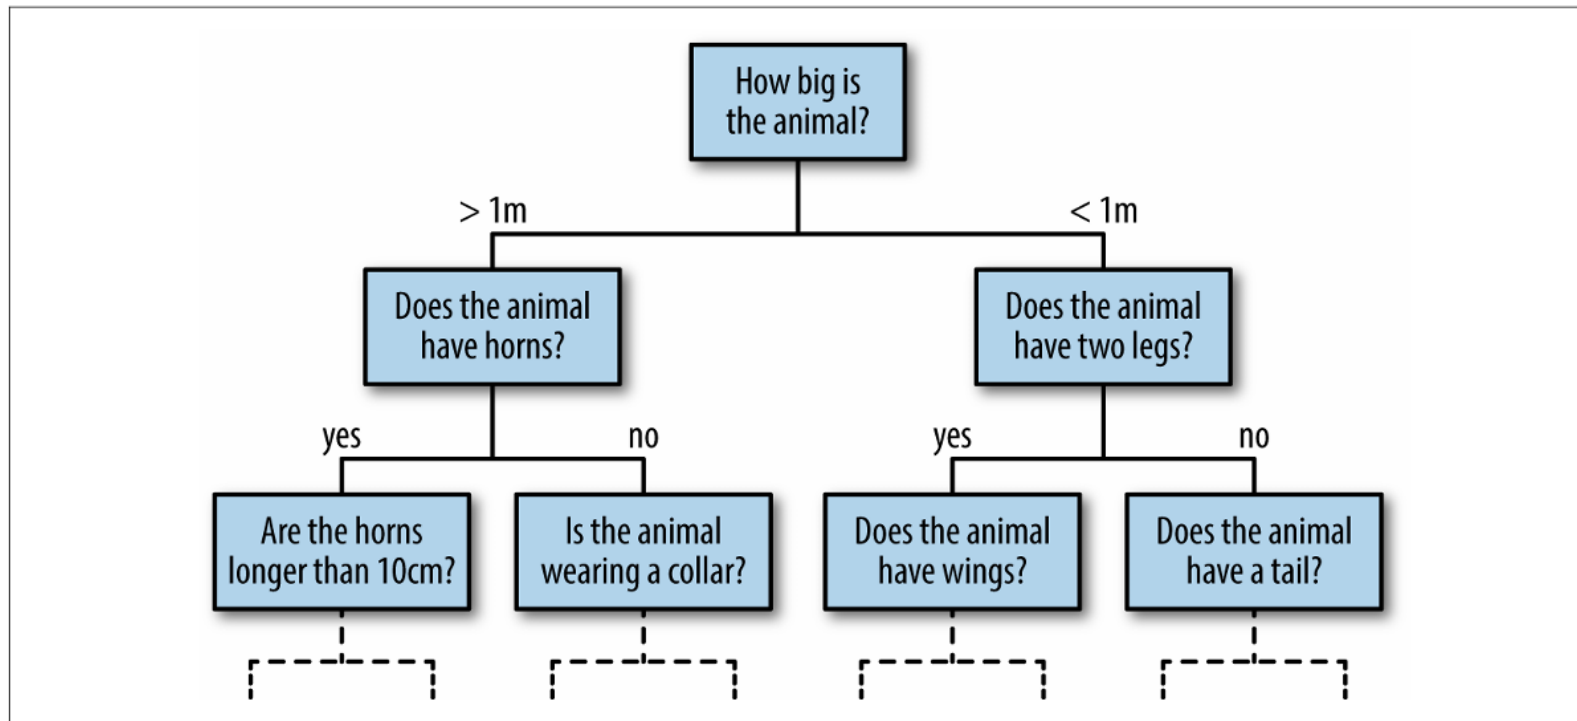 How big is
the animal?
> 1m
< 1m
Does the animal
have horns?
Does the animal
have two legs?
yes
no
yes
no
Are the horns
longer than 10cm?
Is the animal
wearing a collar?
Does the animal
have wings?
Does the animal
have a tail?